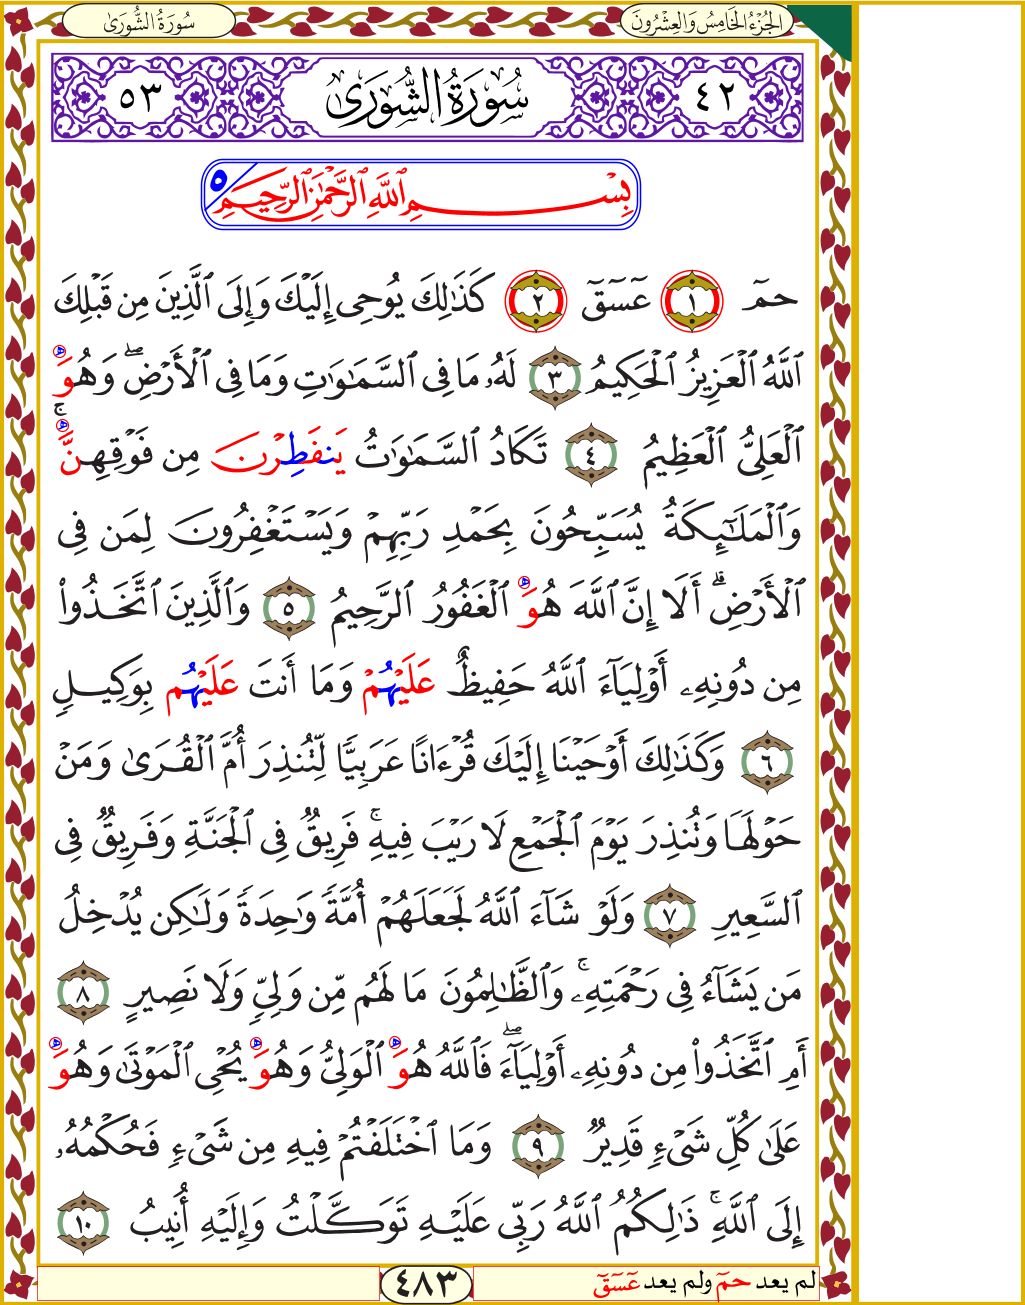 الجُزْءُ الخَامِسُ وَالعِشْرُونَ
سُورَةُ الشُّورَىٰ
٤٢ سُورَةُ الشُّورَىٰ ٥٣
بِسْمِ ٱللَّهِ ٱلرَّحْمَٰنِ ٱلرَّحِيمِ ٥
حمٓ ١ عٓسٓقٓ ٢ كَذَٰلِكَ يُوحِىٓ إِلَيْكَ وَإِلَى ٱلَّذِينَ مِن قَبْلِكَ
ٱللَّهُ ٱلْعَزِيزُ ٱلْحَكِيمُ ٣ لَهُۥ مَا فِى ٱلسَّمَٰوَٰتِ وَمَا فِى ٱلْأَرْضِۖ وَهُوَ
ٱلْعَلِىُّ ٱلْعَظِيمُ ٤ تَكَادُ ٱلسَّمَٰوَٰتُ يَنفَطِرْنَ مِن فَوْقِهِنَّۚ
وَٱلْمَلَٰٓئِكَةُ يُسَبِّحُونَ بِحَمْدِ رَبِّهِمْ وَيَسْتَغْفِرُونَ لِمَن فِى
ٱلْأَرْضِۗ أَلَا إِنَّ ٱللَّهَ هُوَ ٱلْغَفُورُ ٱلرَّحِيمُ ٥ وَٱلَّذِينَ ٱتَّخَذُوا۟
مِن دُونِهِۦ أَوْلِيَآءَ ٱللَّهُ حَفِيظٌ عَلَيْهُمْ وَمَا أَنتَ عَلَيْهُم بِوَكِيلٍ
٦ وَكَذَٰلِكَ أَوْحَيْنَا إِلَيْكَ قُرْءَانًا عَرَبِيًّا لِّتُنذِرَ أُمَّ ٱلْقُرَىٰ وَمَنْ
حَوْلَهَا وَتُنذِرَ يَوْمَ ٱلْجَمْعِ لَا رَيْبَ فِيهِۚ فَرِيقٌ فِى ٱلْجَنَّةِ وَفَرِيقٌ فِى
ٱلسَّعِيرِ ٧ وَلَوْ شَآءَ ٱللَّهُ لَجَعَلَهُمْ أُمَّةً وَٰحِدَةً وَلَٰكِن يُدْخِلُ
مَن يَشَآءُ فِى رَحْمَتِهِۦۚ وَٱلظَّٰلِمُونَ مَا لَهُم مِّن وَلِىٍّ وَلَا نَصِيرٍ ٨
أَمِ ٱتَّخَذُوا۟ مِن دُونِهِۦ أَوْلِيَآءَۖ فَٱللَّهُ هُوَ ٱلْوَلِىُّ وَهُوَ يُحْىِ ٱلْمَوْتَىٰ وَهُوَ
عَلَىٰ كُلِّ شَىْءٍ قَدِيرٌ ٩ وَمَا ٱخْتَلَفْتُمْ فِيهِ مِن شَىْءٍ فَحُكْمُهُۥ
إِلَى ٱللَّهِۚ ذَٰلِكُمُ ٱللَّهُ رَبِّى عَلَيْهِ تَوَكَّلْتُ وَإِلَيْهِ أُنِيبُ ١٠
لم يعد حمٓ ولم يعد عٓسٓقٓ
٤٨٣